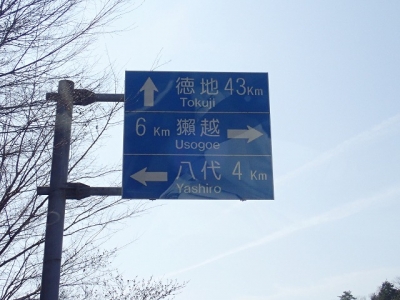 徳地 43Km
Tokuji
6 Km 獺越
Usogoe
八代 4 Km
Yashiro